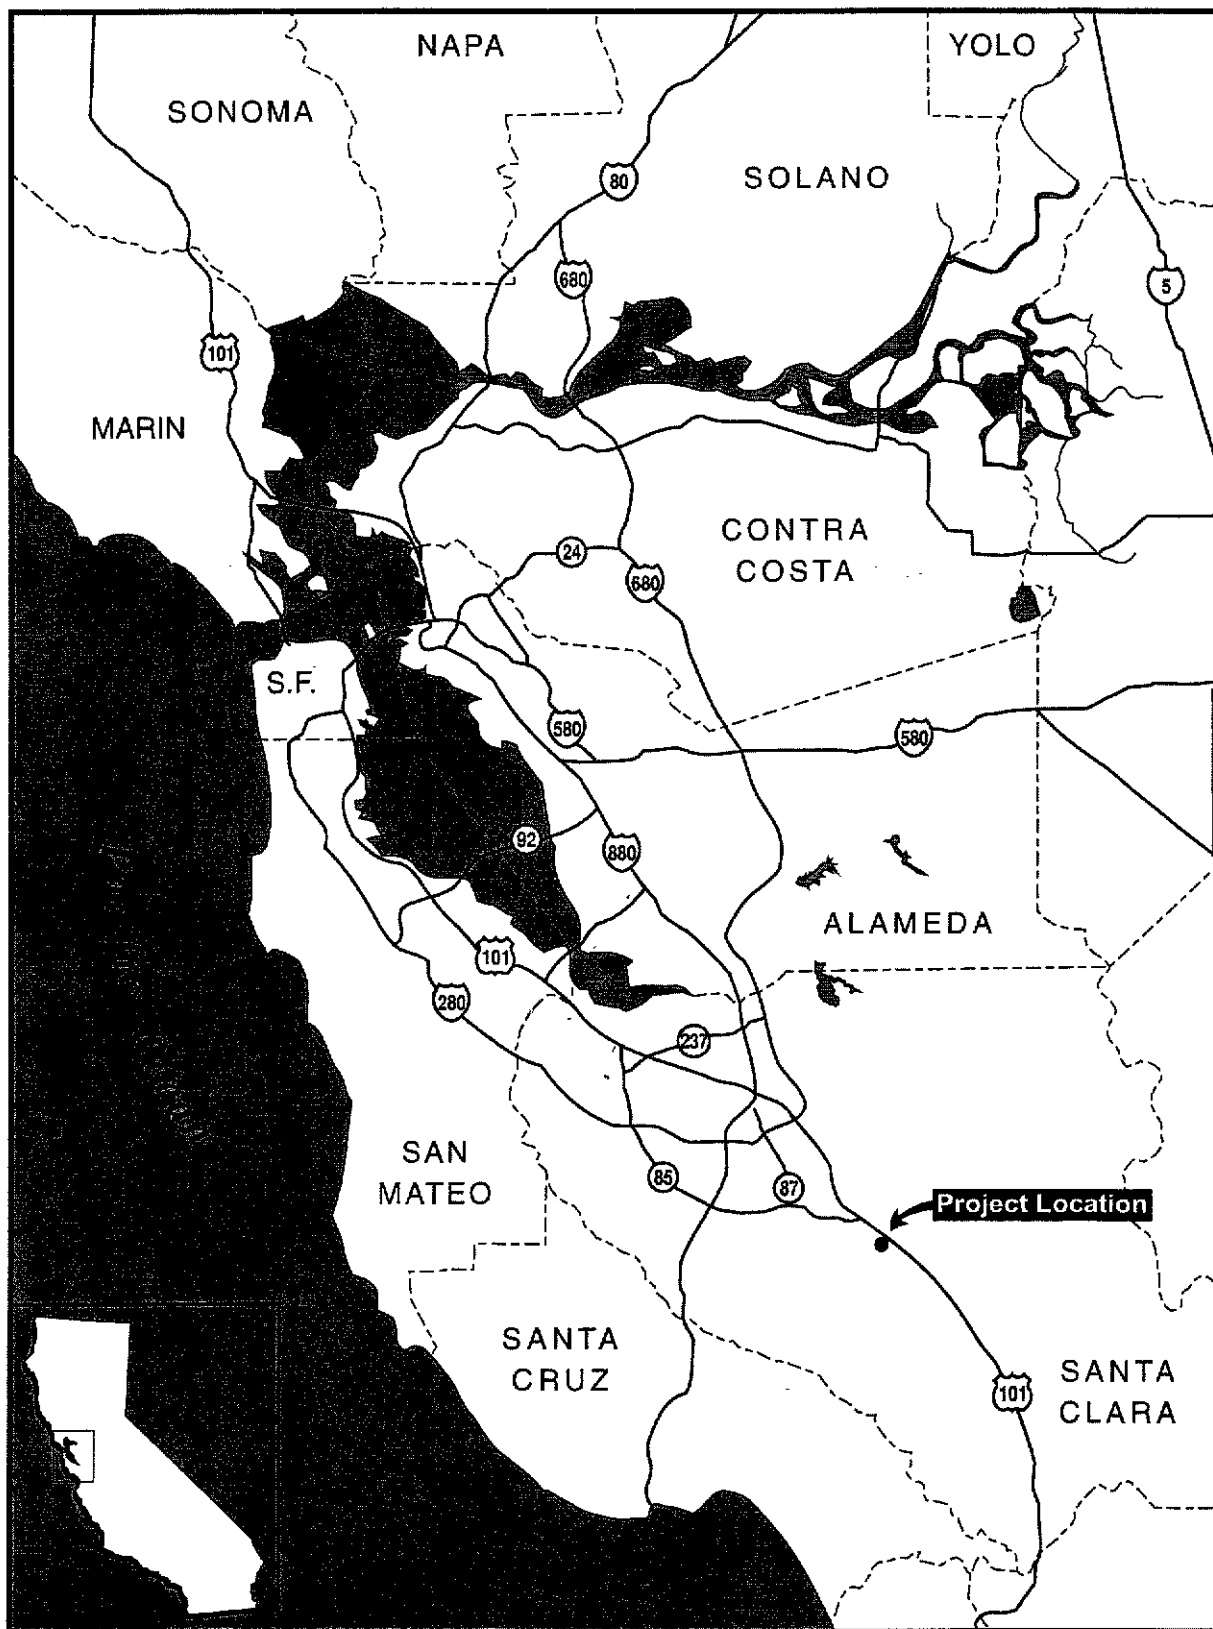 NAPA
YOLO
SONOMA
80
SOLANO
680
5
101
MARIN
CONTRA
COSTA
24
680
S.F.
580
580
92
880
ALAMEDA
101
280
237
SAN
MATEO
85
87
Project Location
SANTA
CRUZ
SANTA
CLARA
101